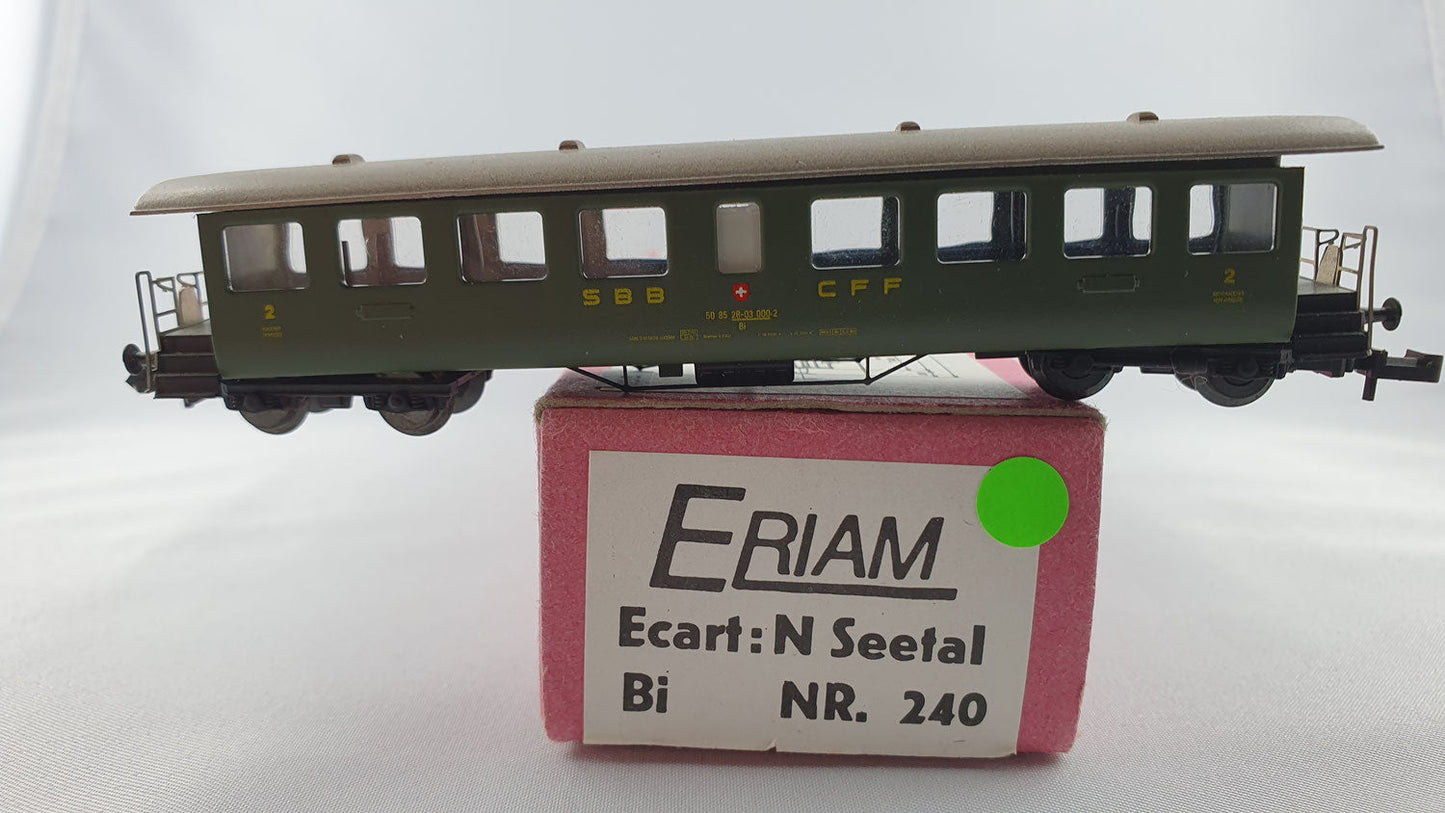 SBB CFF
50 85 28-03 000-2
Bi
2
2
ERIAM
Ecart: N Seetal
Bi NR. 240